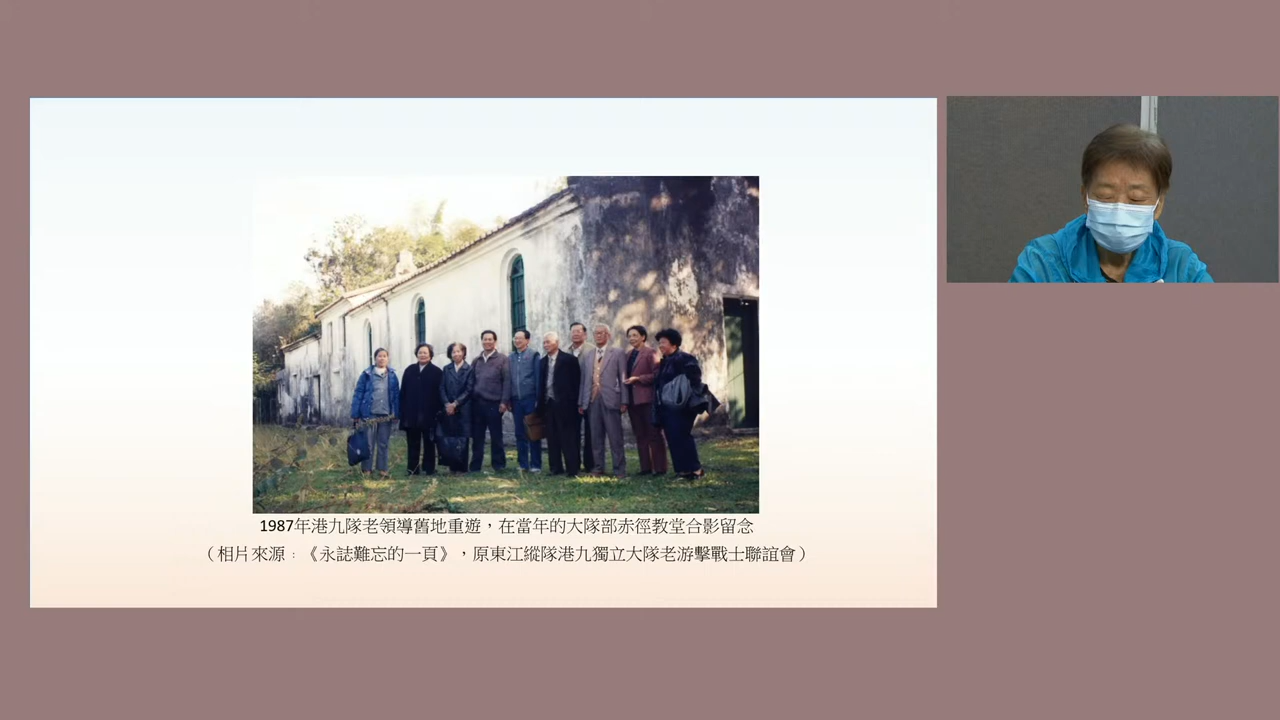 1987年港九隊老領導舊地重遊，在當年的大隊部赤徑教堂合影留念
（相片來源：《永誌難忘的一頁》，原東江縱隊港九獨立大隊老游擊戰士聯誼會）